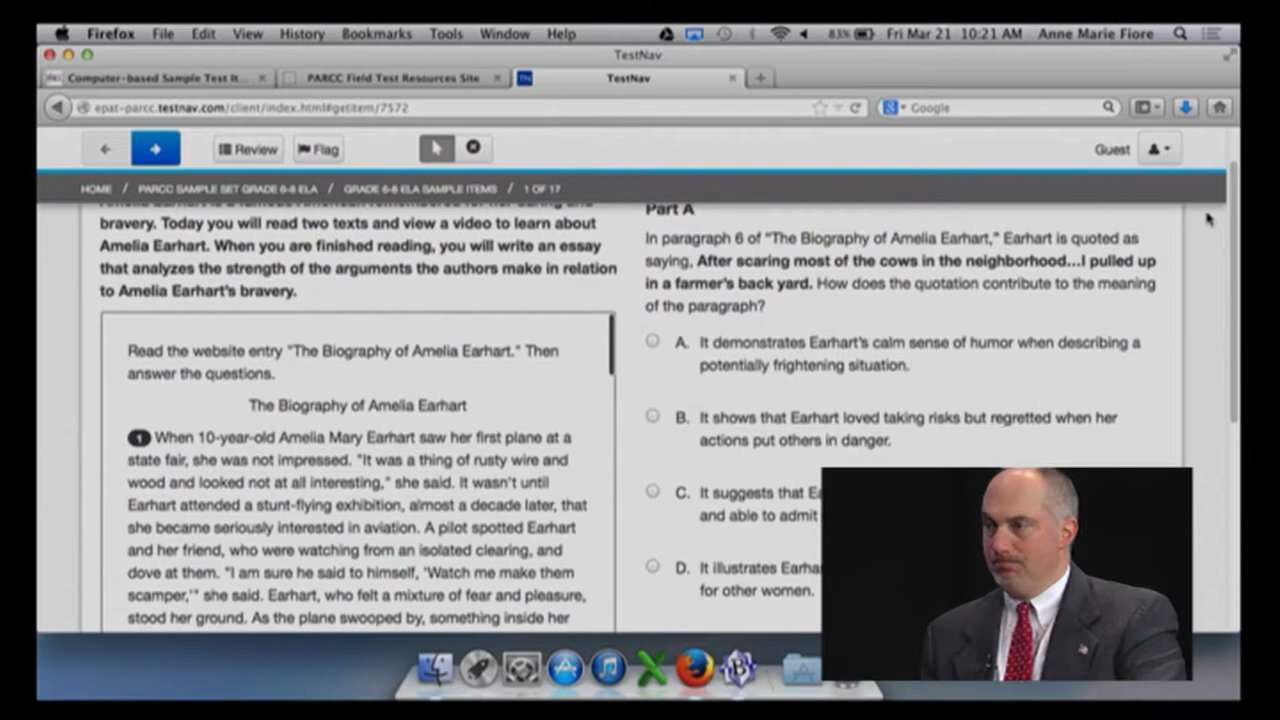 Firefox File Edit View History Bookmarks Tools Window Help 83% Fri Mar 21 10:21 AM Anne Marie Fiore
TestNav
Computer-based Sample Test It... PARCC Field Test Resources Site TN TestNav
epat-parcc.testnav.com/client/index.html#getitem/7572 Google
Review Flag Guest
HOME / PARCC SAMPLE SET GRADE 6-8 ELA / GRADE 6-8 ELA SAMPLE ITEMS / 1 OF 17
bravery. Today you will read two texts and view a video to learn about
Amelia Earhart. When you are finished reading, you will write an essay
that analyzes the strength of the arguments the authors make in relation
to Amelia Earhart's bravery.
Read the website entry "The Biography of Amelia Earhart." Then
answer the questions.
The Biography of Amelia Earhart
1 When 10-year-old Amelia Mary Earhart saw her first plane at a
state fair, she was not impressed. "It was a thing of rusty wire and
wood and looked not at all interesting," she said. It wasn't until
Earhart attended a stunt-flying exhibition, almost a decade later, that
she became seriously interested in aviation. A pilot spotted Earhart
and her friend, who were watching from an isolated clearing, and
dove at them. "I am sure he said to himself, 'Watch me make them
scamper,'" she said. Earhart, who felt a mixture of fear and pleasure,
stood her ground. As the plane swooped by, something inside her
Part A
In paragraph 6 of "The Biography of Amelia Earhart," Earhart is quoted as
saying, After scaring most of the cows in the neighborhood...I pulled up
in a farmer's back yard. How does the quotation contribute to the meaning
of the paragraph?
A. It demonstrates Earhart's calm sense of humor when describing a
potentially frightening situation.
B. It shows that Earhart loved taking risks but regretted when her
actions put others in danger.
C. It suggests that
and able to admit
D. It illustrates
for other women.